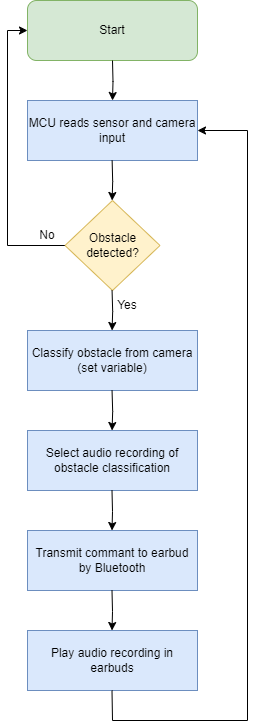 Start
MCU reads sensor and camera
input
Obstacle
detected?
No
Yes
Classify obstacle from camera
(set variable)
Select audio recording of
obstacle classification
Transmit commant to earbud
by Bluetooth
Play audio recording in
earbuds